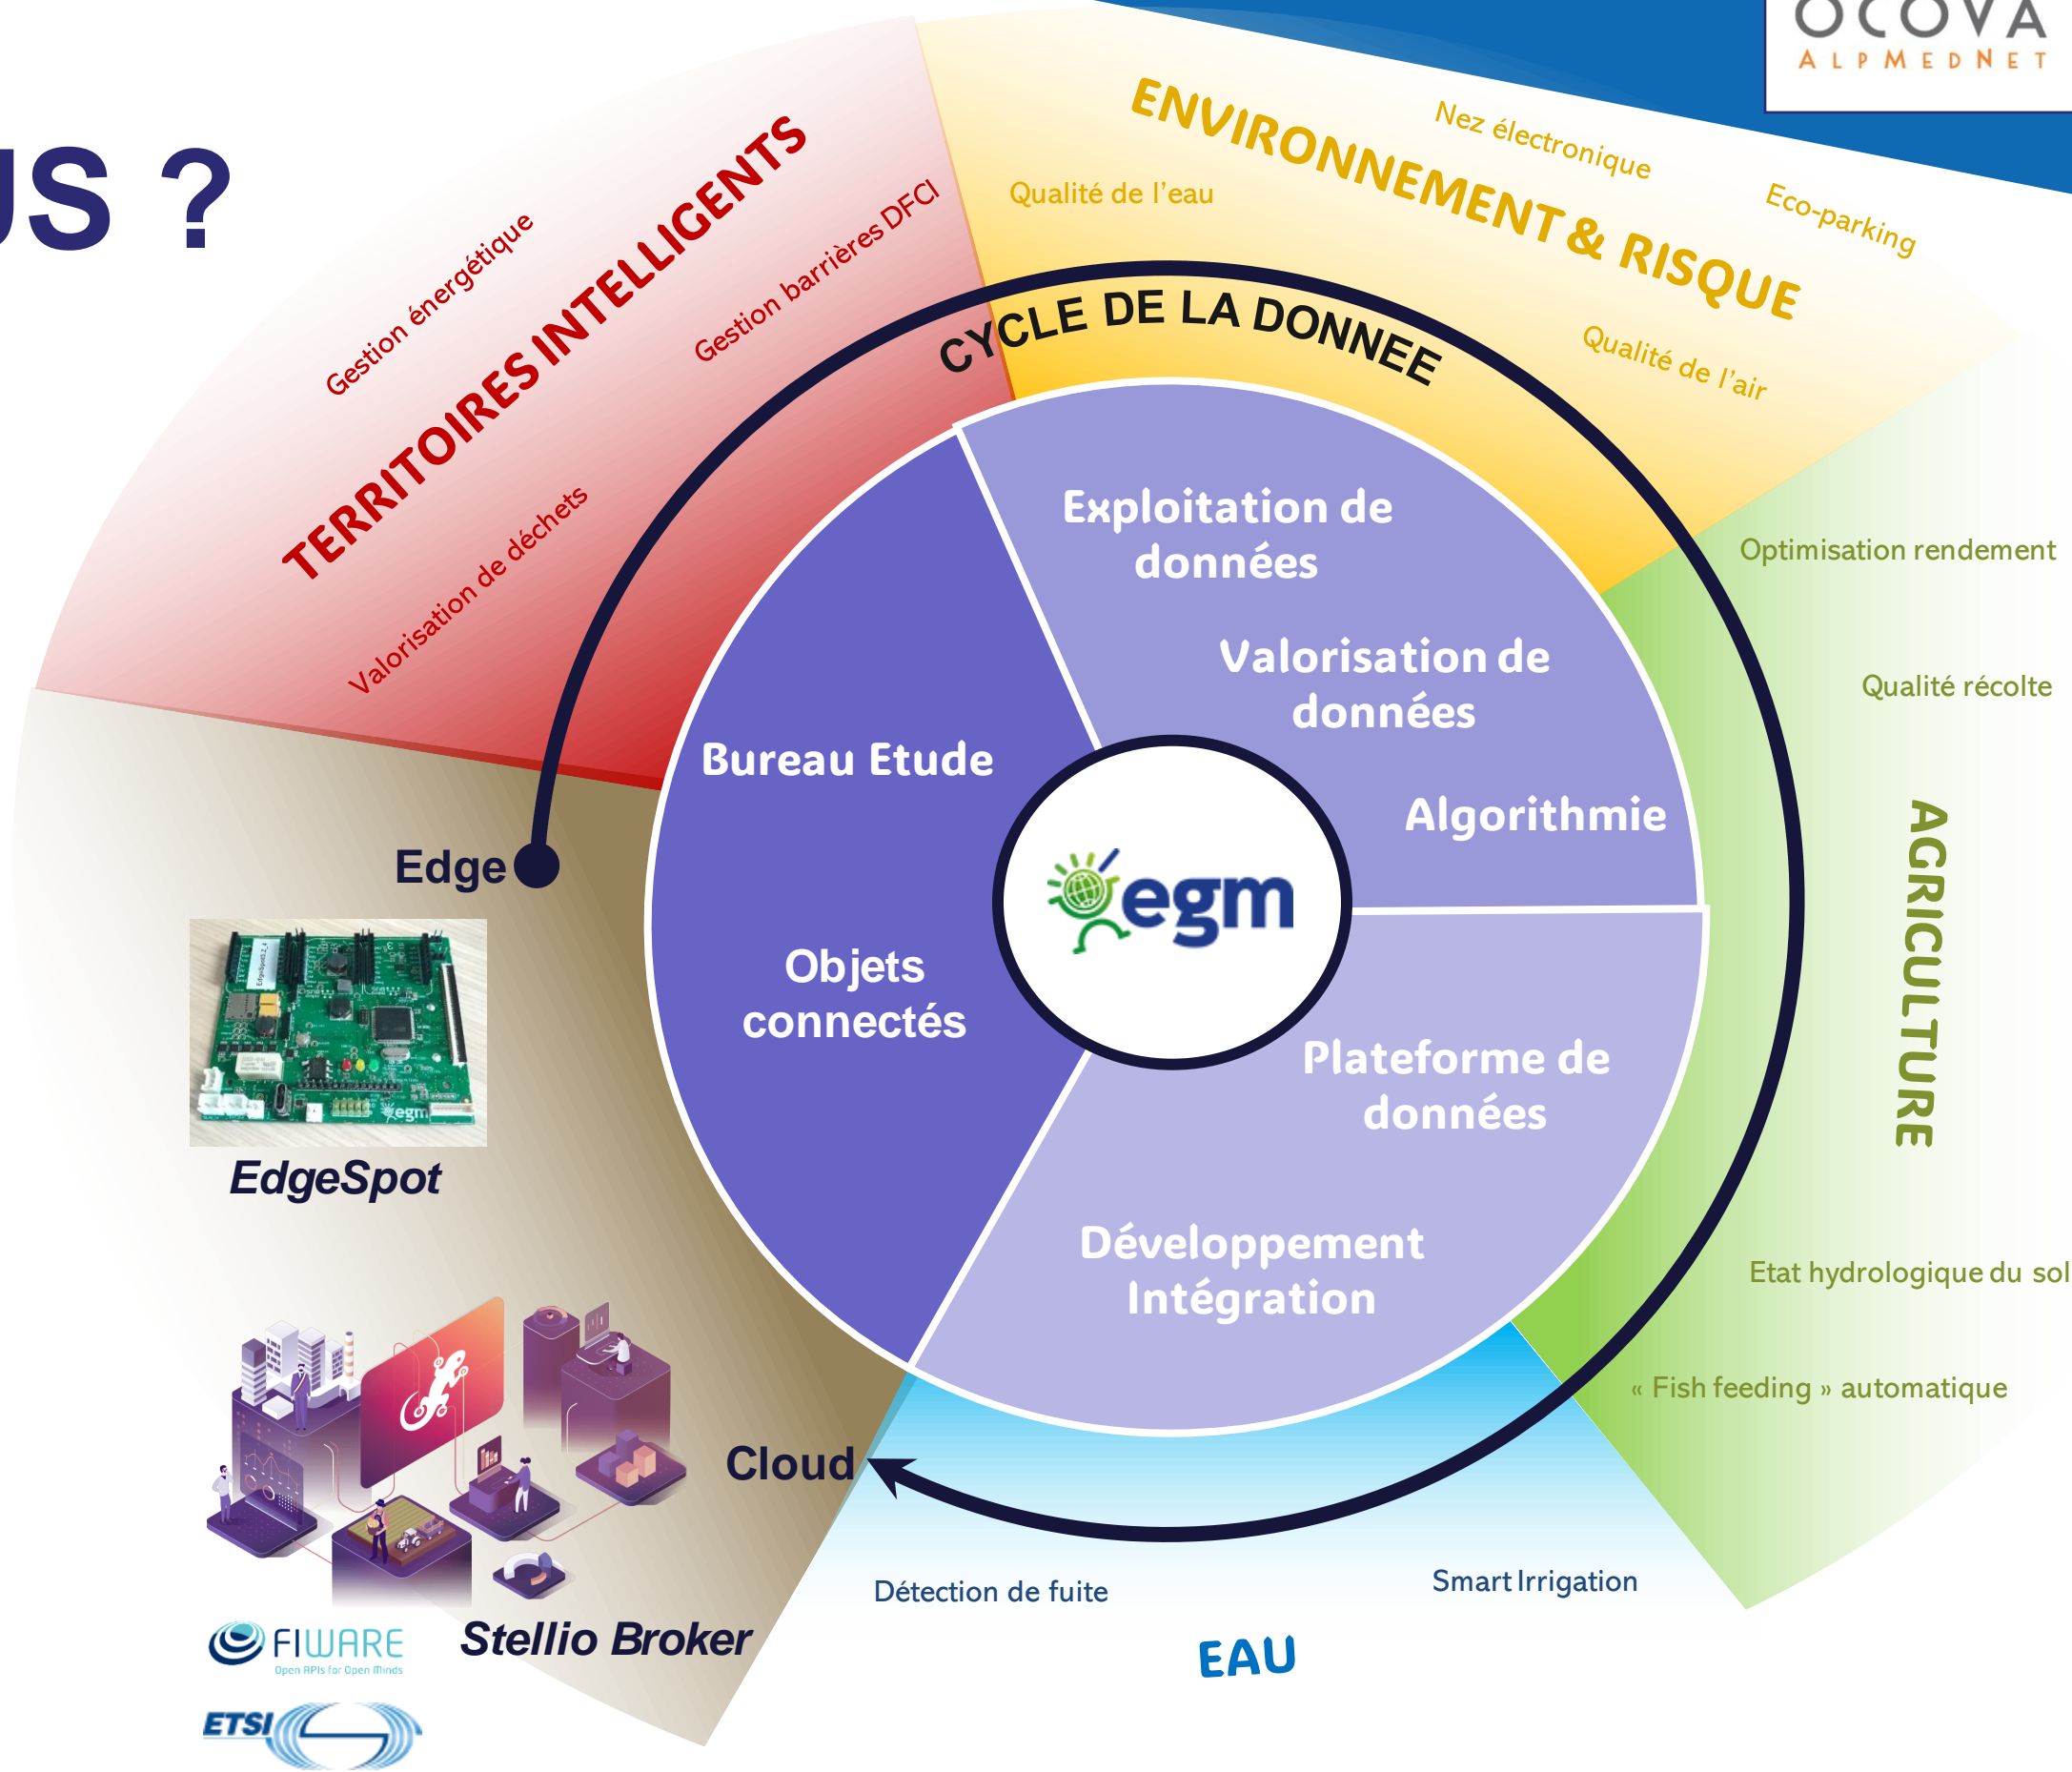 OCOVA
ALPMEDNET
US ?
TERRITOIRES INTELLIGENTS
Gestion énergétique
Gestion barrières DFCI
Valorisation de déchets
ENVIRONNEMENT & RISQUE
Nez électronique
Qualité de l'eau
Eco-parking
Qualité de l'air
CYCLE DE LA DONNEE
Exploitation de
données
Valorisation de
données
Algorithmie
Bureau Etude
Objets
connectés
egm
Plateforme de
données
Développement
Intégration
Optimisation rendement
Qualité récolte
AGRICULTURE
Etat hydrologique du sol
« Fish feeding » automatique
Edge
egm
EdgeSpot
Cloud
Détection de fuite
Smart Irrigation
EAU
Stellio Broker
FIWARE
Open APIs for Open Minds
ETSI